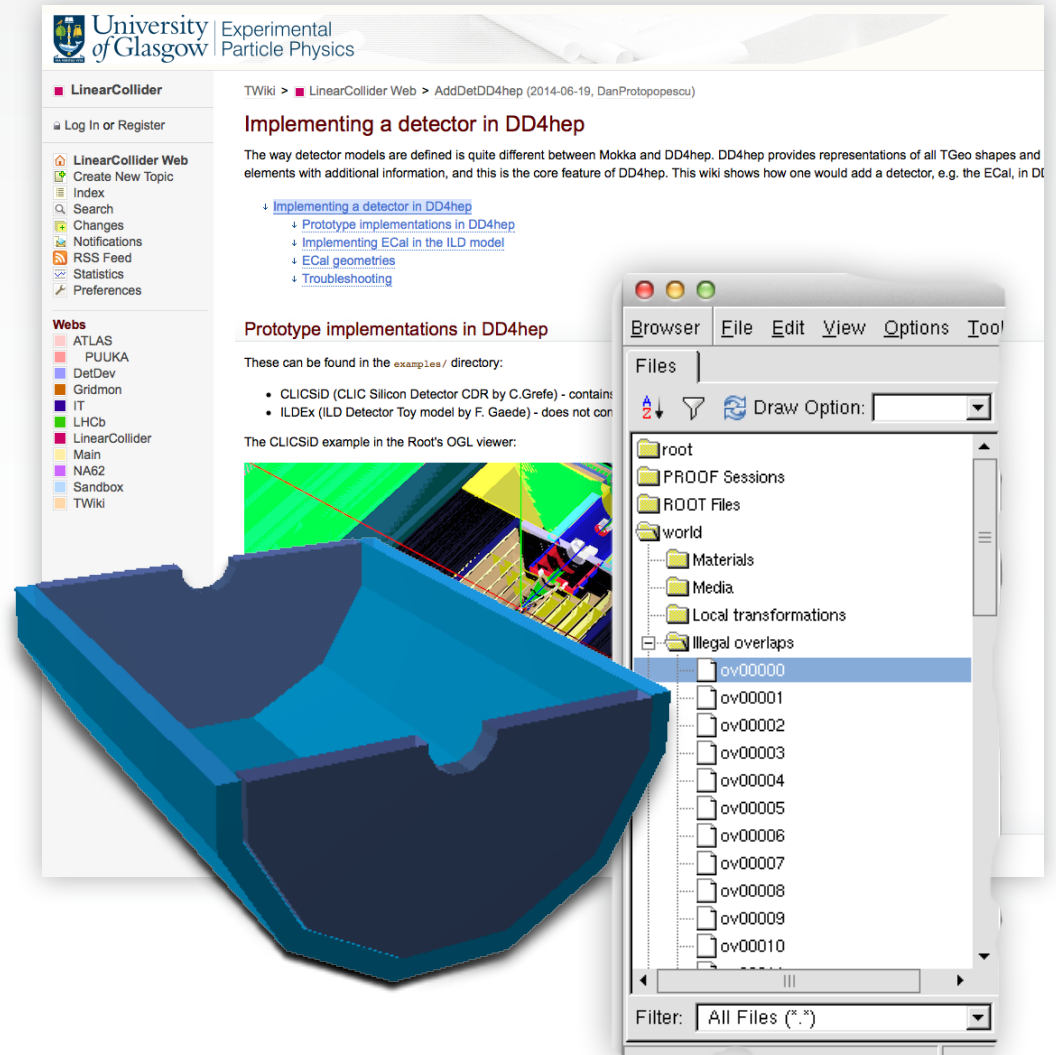 University
of Glasgow
Experimental
Particle Physics
LinearCollider
Log In or Register
LinearCollider Web
Create New Topic
Index
Search
Changes
Notifications
RSS Feed
Statistics
Preferences
Webs
ATLAS
PUUKA
DetDev
Gridmon
IT
LHCb
LinearCollider
Main
NA62
Sandbox
TWiki
TWiki > LinearCollider Web > AddDetDD4hep (2014-06-19, DanProtopopescu)
Implementing a detector in DD4hep
The way detector models are defined is quite different between Mokka and DD4hep. DD4hep provides representations of all TGeo shapes and
elements with additional information, and this is the core feature of DD4hep. This wiki shows how one would add a detector, e.g. the ECal, in
↓ Implementing a detector in DD4hep
↓ Prototype implementations in DD4hep
↓ Implementing ECal in the ILD model
↓ ECal geometries
↓ Troubleshooting
Prototype implementations in DD4hep
These can be found in the examples/ directory:
• CLICSiD (CLIC Silicon Detector CDR by C.Grefe) - contains
• ILDEx (ILD Detector Toy model by F. Gaede) - does not
The CLICSiD example in the Root's OGL viewer:
Browser File Edit View Options
Files
Draw Option:
root
PROOF Sessions
ROOT Files
world
Materials
Media
Local transformations
Illegal overlaps
ov00000
ov00001
ov00002
ov00003
ov00004
ov00005
ov00006
ov00007
ov00008
ov00009
ov00010
Filter: All Files (*.*)